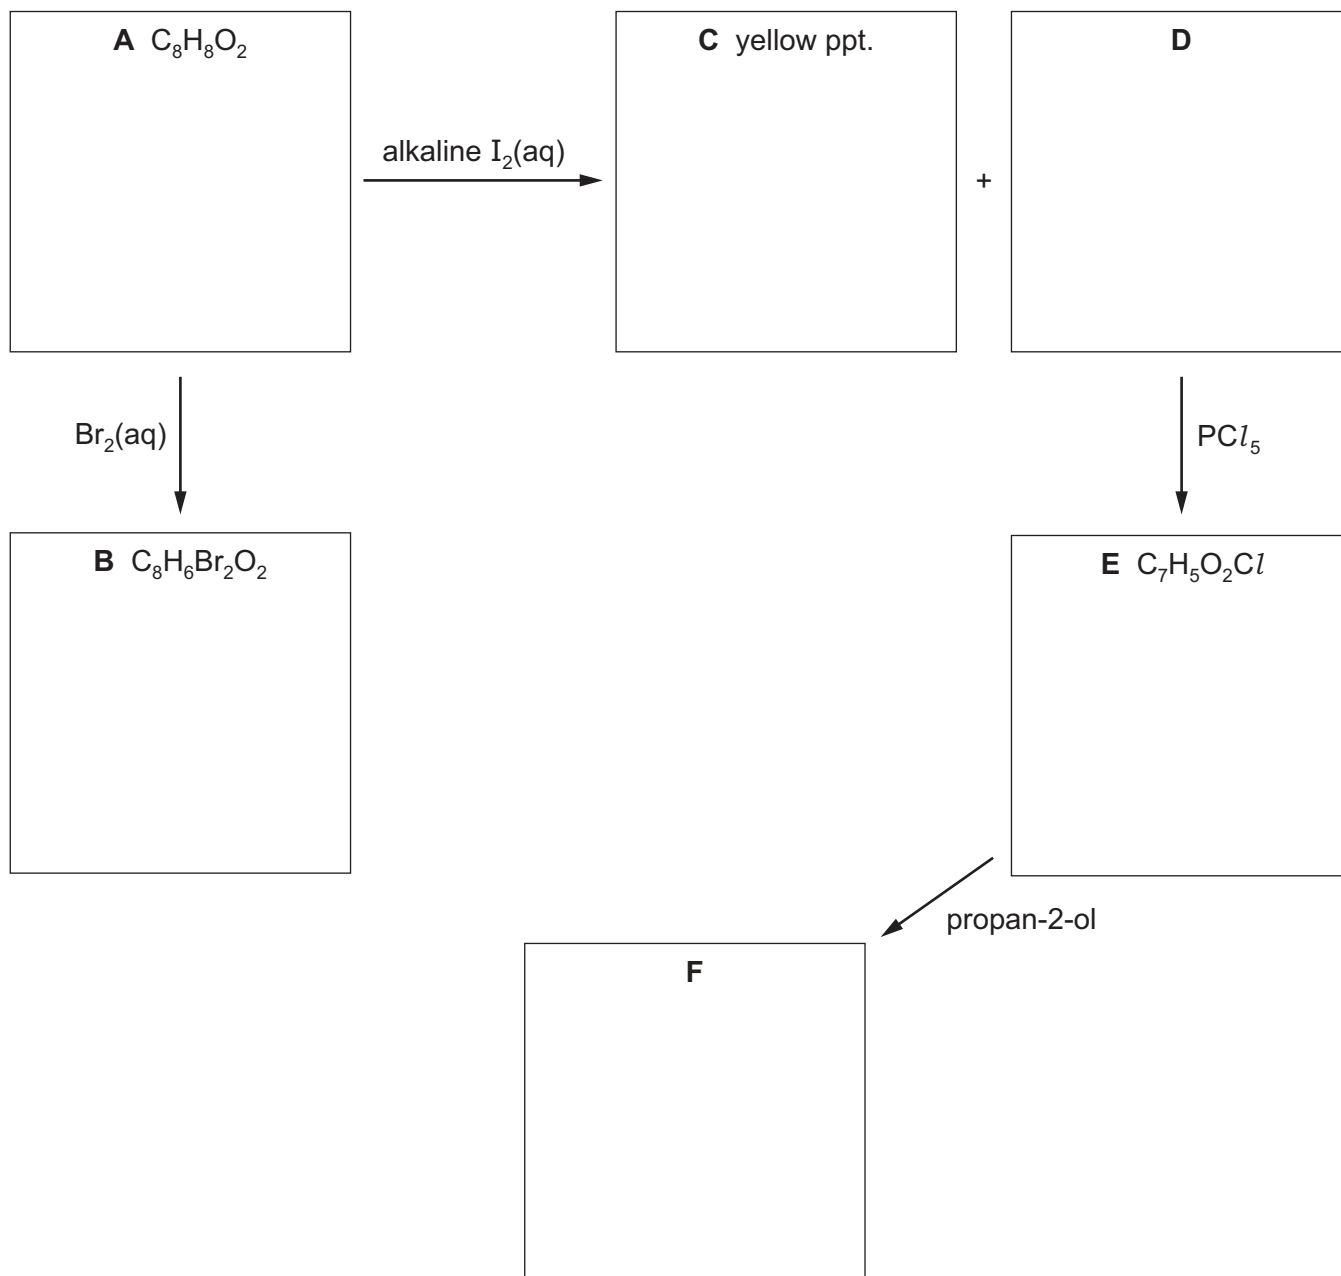 A C₈H₈O₂
C yellow ppt.
D
alkaline I₂(aq)
+
Br₂(aq)
PCl₅
B C₈H₆Br₂O₂
E C₇H₅O₂Cl
propan-2-ol
F